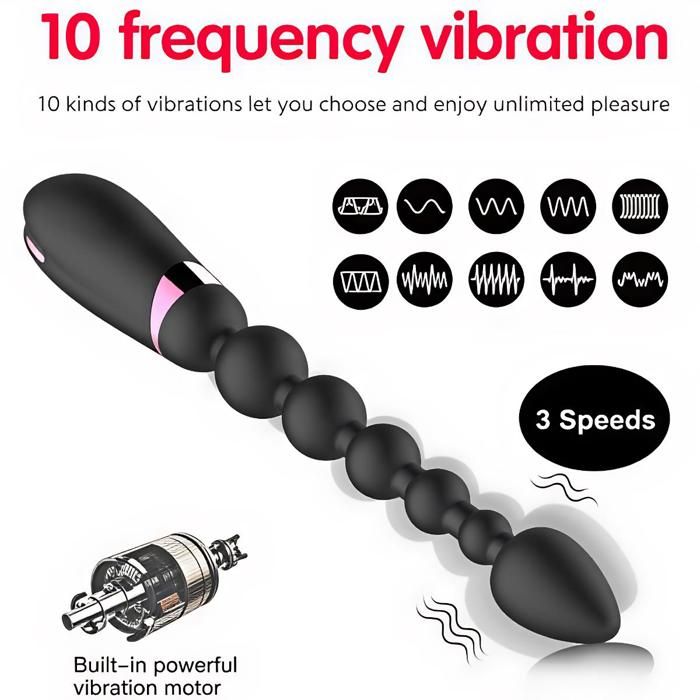 10 frequency vibration
10 kinds of vibrations let you choose and enjoy unlimited pleasure
3 Speeds
Built-in powerful
vibration motor